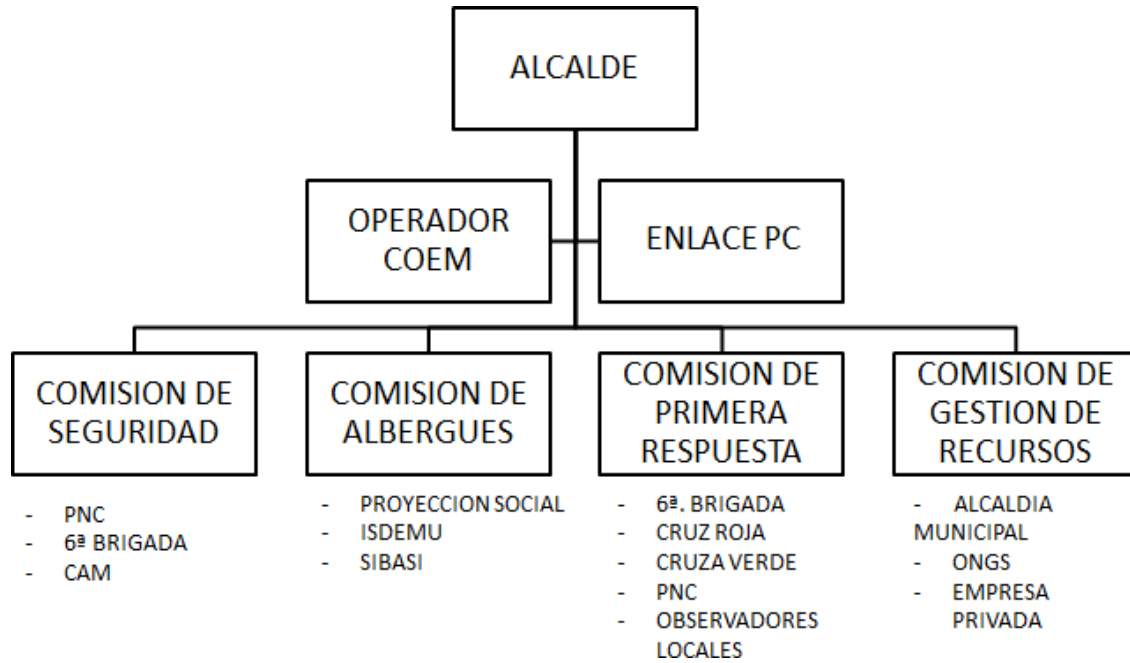 ALCALDE
OPERADOR
COEM
ENLACE PC
COMISION DE
SEGURIDAD
- PNC
- 6ª BRIGADA
- CAM
COMISION DE
ALBERGUES
- PROYECCION SOCIAL
- ISDEMU
- SIBASI
COMISION DE
PRIMERA
RESPUESTA
- 6ª. BRIGADA
- CRUZ ROJA
- CRUZA VERDE
- PNC
- OBSERVADORES
LOCALES
COMISION DE
GESTION DE
RECURSOS
- ALCALDIA
MUNICIPAL
- ONGS
- EMPRESA
PRIVADA